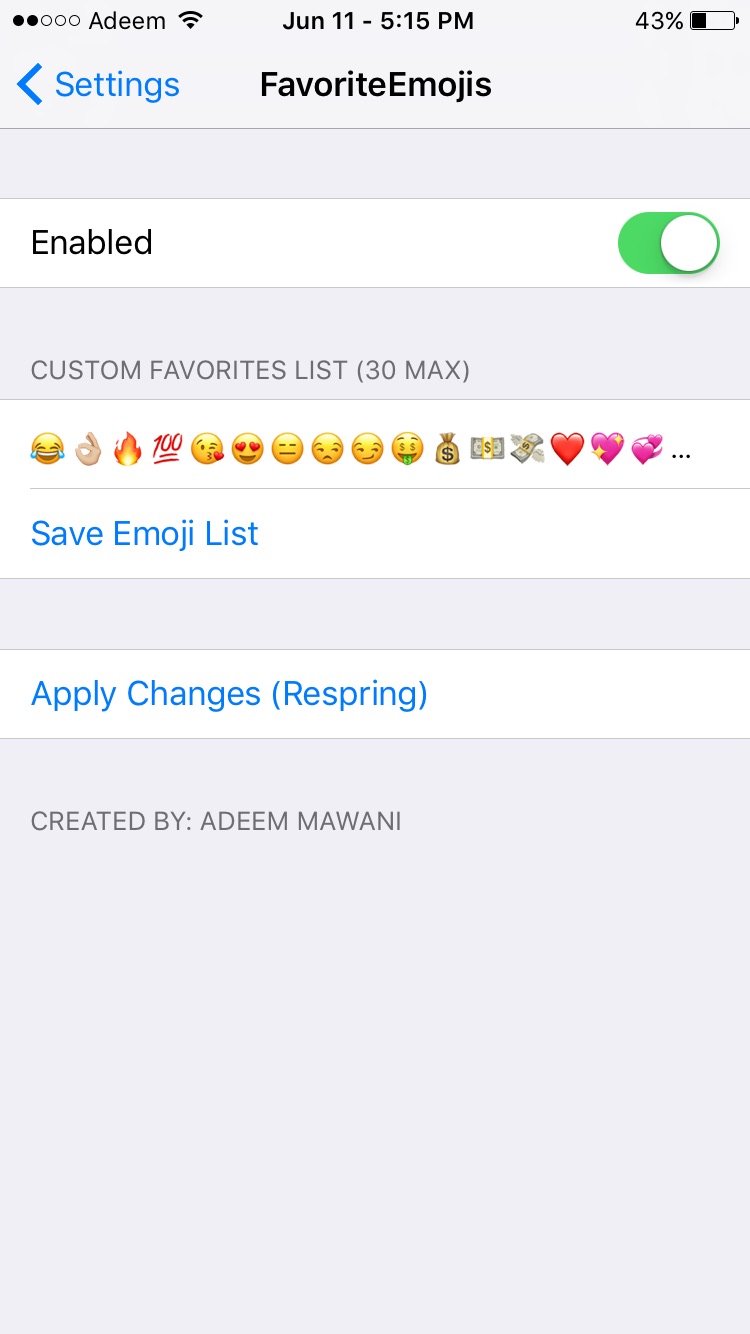 Adeem Jun 11 - 5:15 PM 43%
Settings FavoriteEmojis
Enabled
CUSTOM FAVORITES LIST (30 MAX)
😂👌🏼🔥💯😘😍😑😒😏🤑💰💵💸❤️💖💞...
Save Emoji List
Apply Changes (Respring)
CREATED BY: ADEEM MAWANI